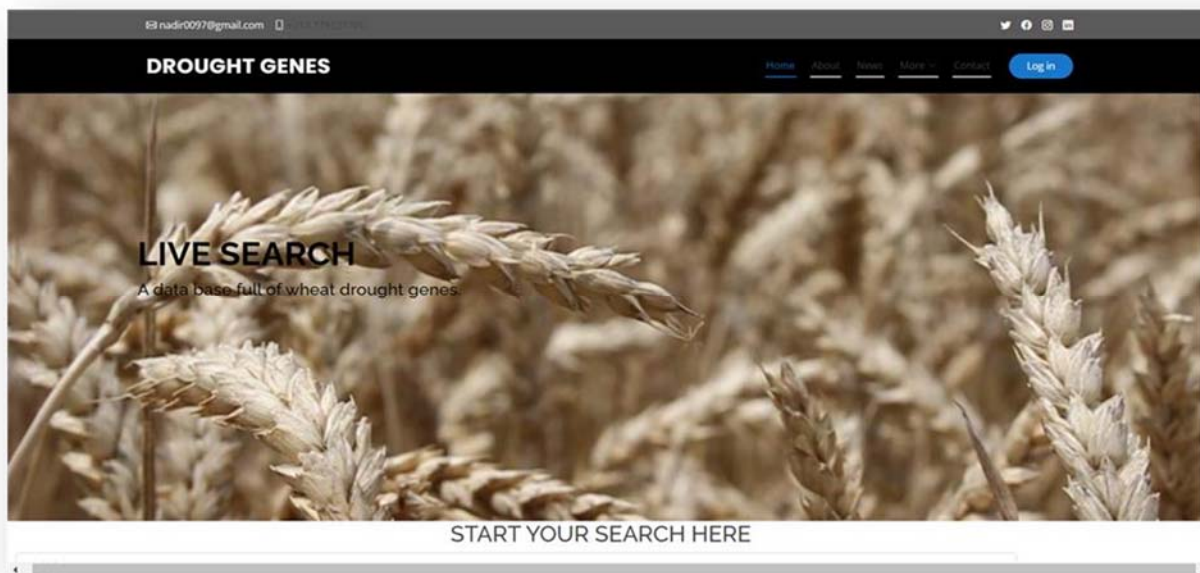 nadir0097@gmail.com
DROUGHT GENES
Home About News More Contact Log in
LIVE SEARCH
A data base full of wheat drought genes.
START YOUR SEARCH HERE